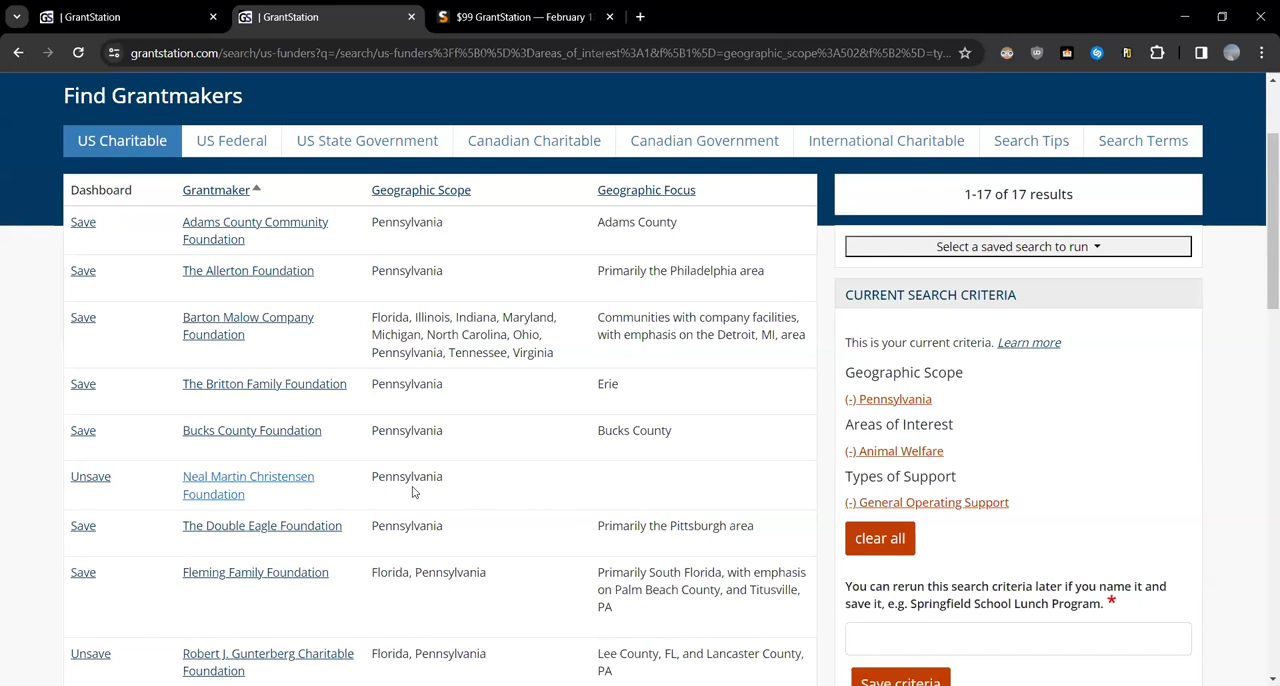 | GrantStation
| GrantStation
$99 GrantStation — February 1
grantstation.com/search/us-funders?q=/search/us-funders%3Ff%5B0%5D%3Dareas_of_interest%3A1&f%5B1%5D=geographic_scope%3A502&f%5B2%5D=ty...
Find Grantmakers
US Charitable US Federal US State Government Canadian Charitable Canadian Government International Charitable Search Tips Search Terms
Dashboard Grantmaker Geographic Scope Geographic Focus
Save Adams County Community Foundation Pennsylvania Adams County
Save The Allerton Foundation Pennsylvania Primarily the Philadelphia area
Save Barton Malow Company Foundation Florida, Illinois, Indiana, Maryland, Michigan, North Carolina, Ohio, Pennsylvania, Tennessee, Virginia Communities with company facilities, with emphasis on the Detroit, MI, area
Save The Britton Family Foundation Pennsylvania Erie
Save Bucks County Foundation Pennsylvania Bucks County
Unsave Neal Martin Christensen Foundation Pennsylvania
Save The Double Eagle Foundation Pennsylvania Primarily the Pittsburgh area
Save Fleming Family Foundation Florida, Pennsylvania Primarily South Florida, with emphasis on Palm Beach County, and Titusville, PA
Unsave Robert J. Gunterberg Charitable Foundation Florida, Pennsylvania Lee County, FL, and Lancaster County, PA
1-17 of 17 results
Select a saved search to run
CURRENT SEARCH CRITERIA
This is your current criteria. Learn more
Geographic Scope
(-) Pennsylvania
Areas of Interest
(-) Animal Welfare
Types of Support
(-) General Operating Support
clear all
You can rerun this search criteria later if you name it and
save it, e.g. Springfield School Lunch Program. *
Save criteria